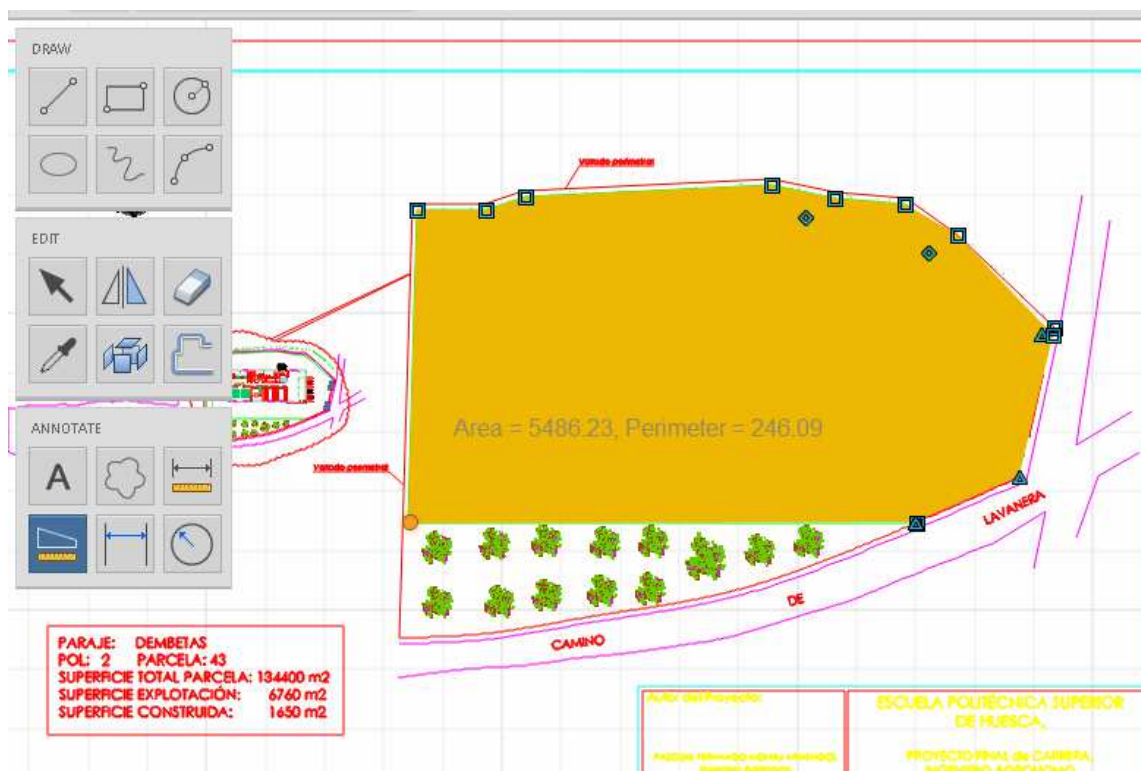 DRAW
Vallado perimetral
EDIT
Area = 5486.23, Perimeter = 246.09
ANNOTATE
A
Vallado perimetral
LAVANERA
DE
CAMINO
PARAJE: DEMBETAS
POL: 2 PARCELA: 43
SUPERFICIE TOTAL PARCELA: 134400 m2
SUPERFICIE EXPLOTACIÓN: 6760 m2
SUPERFICIE CONSTRUIDA: 1650 m2
Autor del Proyecto:
ESCUELA POLITÉCNICA SUPERIOR
DE HUESCA,
PROYECTO FINAL de CARRERA,
INGENIERO AGRONOMO